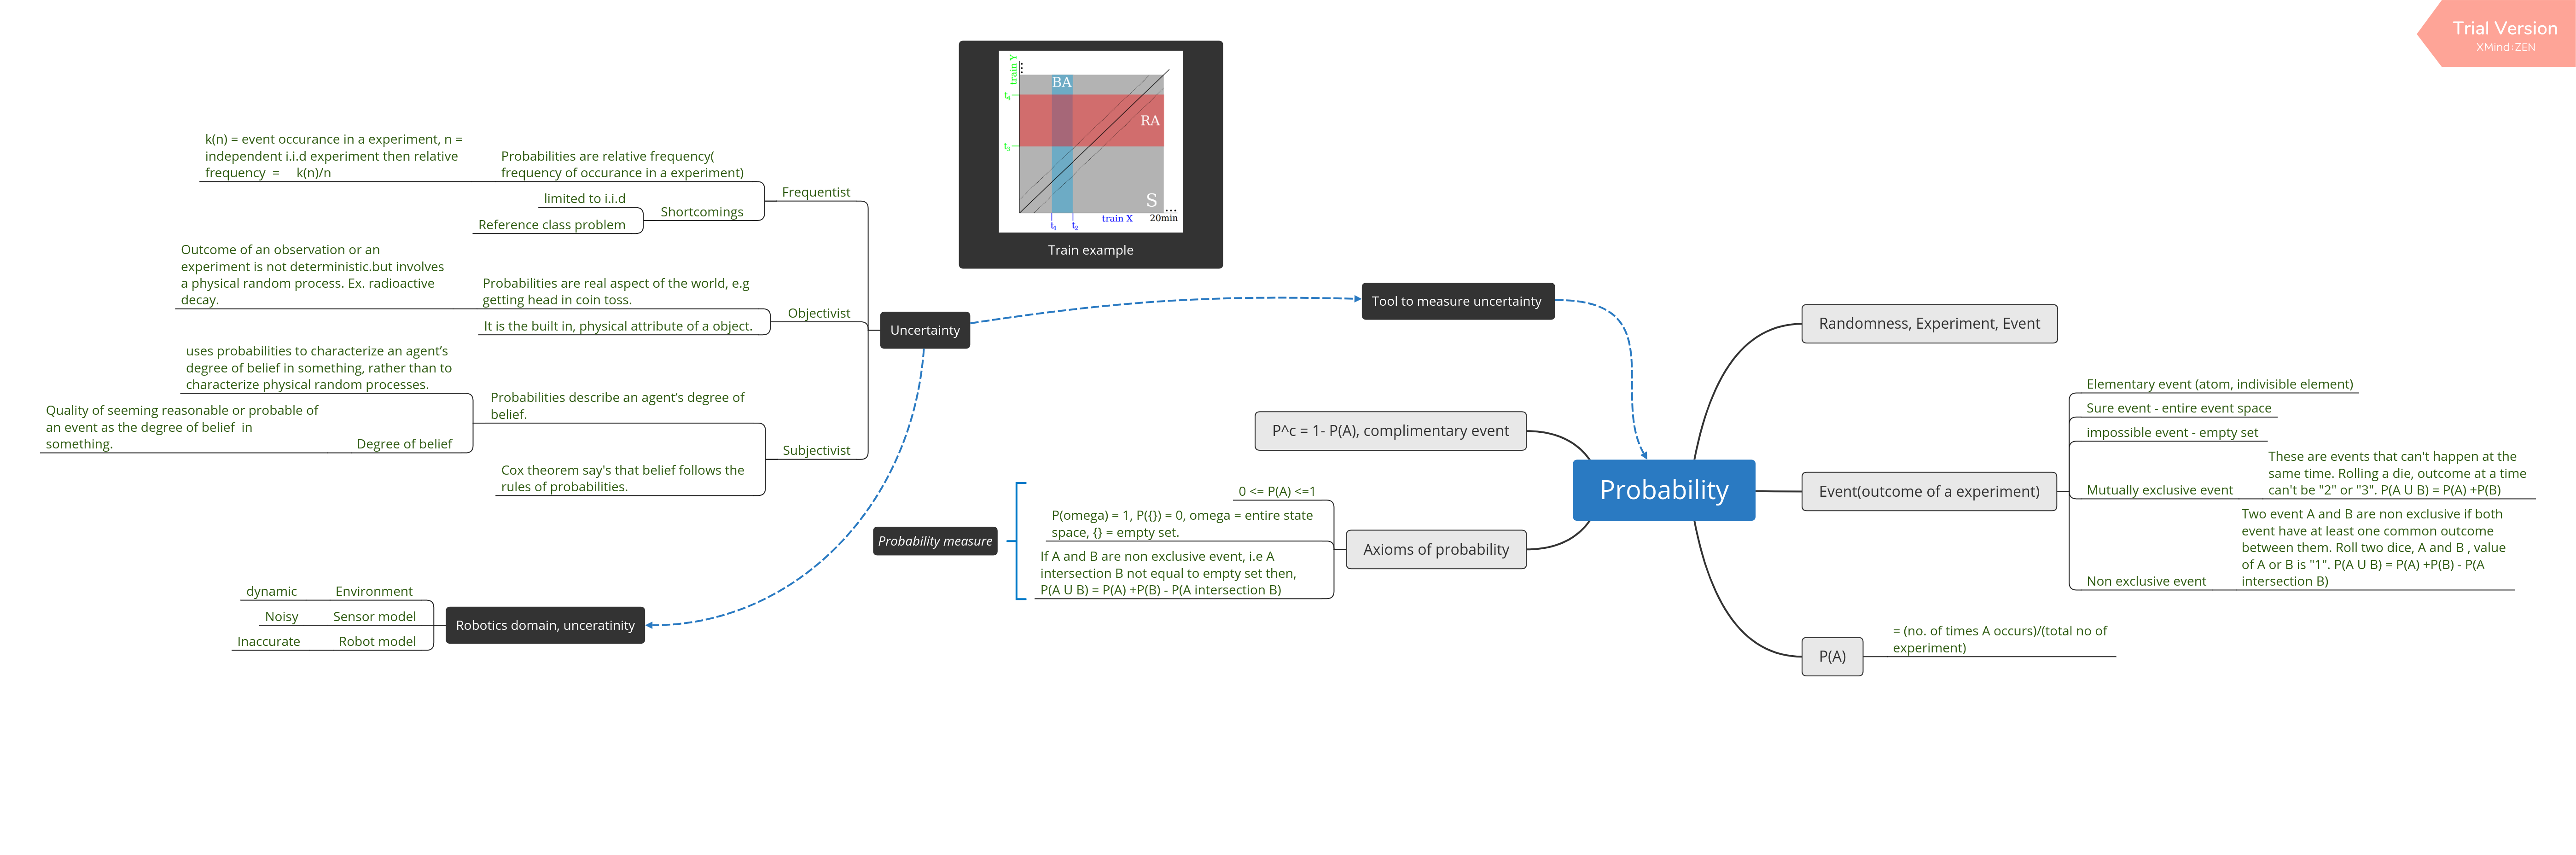 Trial Version
XMind:ZEN
train Y
t4
t3
BA
RA
S
t1
t2
train X
20min
Train example
k(n) = event occurance in a experiment, n =
independent i.i.d experiment then relative
frequency = k(n)/n
Probabilities are relative frequency(
frequency of occurance in a experiment)
Frequentist
limited to i.i.d
Reference class problem
Shortcomings
Outcome of an observation or an
experiment is not deterministic.but involves
a physical random process. Ex. radioactive
decay.
Probabilities are real aspect of the world, e.g
getting head in coin toss.
It is the built in, physical attribute of a object.
Objectivist
Uncertainty
uses probabilities to characterize an agent's
degree of belief in something, rather than to
characterize physical random processes.
Quality of seeming reasonable or probable of
an event as the degree of belief in
something.
Degree of belief
Probabilities describe an agent's degree of
belief.
Cox theorem say's that belief follows the
rules of probabilities.
Subjectivist
dynamic
Environment
Noisy
Sensor model
Inaccurate
Robot model
Robotics domain, unceratinity
Tool to measure uncertainty
P^c = 1- P(A), complimentary event
Probability measure
0 <= P(A) <=1
P(omega) = 1, P({}) = 0, omega = entire state
space, {} = empty set.
If A and B are non exclusive event, i.e A
intersection B not equal to empty set then,
P(A U B) = P(A) +P(B) - P(A intersection B)
Axioms of probability
Probability
Randomness, Experiment, Event
Event(outcome of a experiment)
Elementary event (atom, indivisible element)
Sure event - entire event space
impossible event - empty set
Mutually exclusive event
These are events that can't happen at the
same time. Rolling a die, outcome at a time
can't be "2" or "3". P(A U B) = P(A) +P(B)
Non exclusive event
Two event A and B are non exclusive if both
event have at least one common outcome
between them. Roll two dice, A and B , value
of A or B is "1". P(A U B) = P(A) +P(B) - P(A
intersection B)
P(A)
= (no. of times A occurs)/(total no of
experiment)